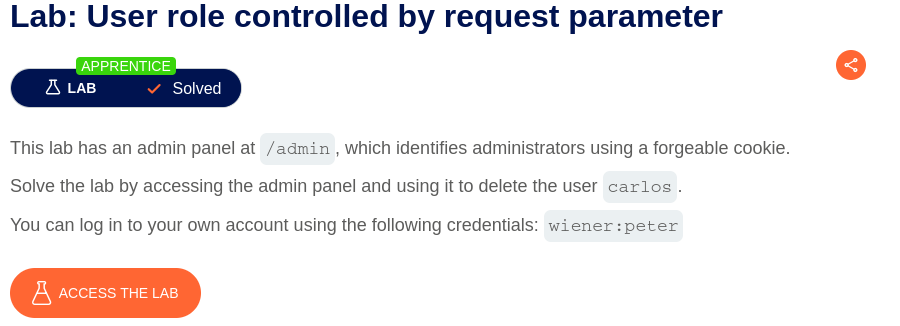 Lab: User role controlled by request parameter
APPRENTICE
LAB Solved
This lab has an admin panel at /admin, which identifies administrators using a forgeable cookie.
Solve the lab by accessing the admin panel and using it to delete the user carlos.
You can log in to your own account using the following credentials: wiener:peter
ACCESS THE LAB